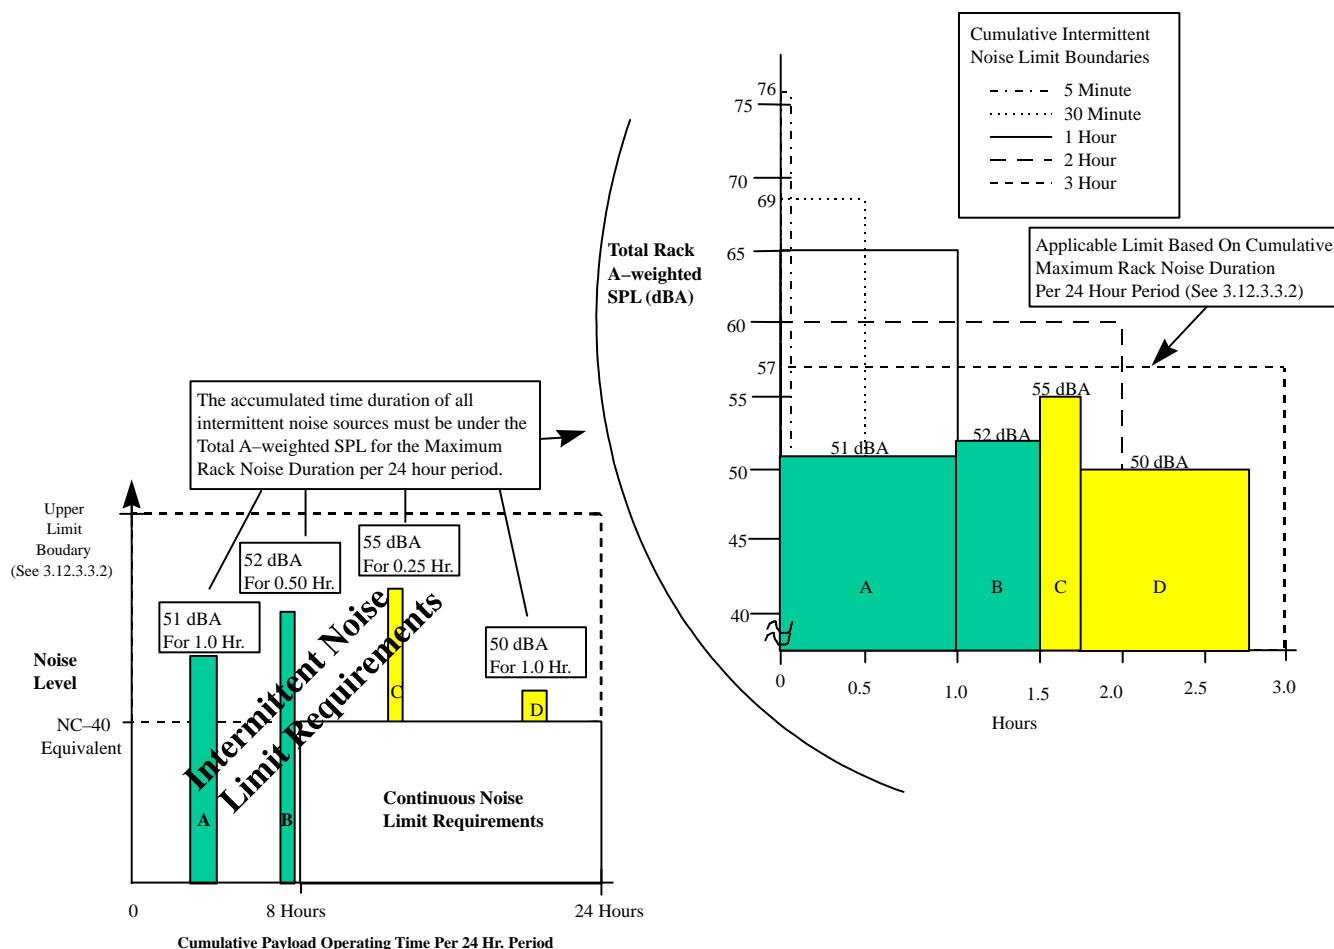 Cumulative Intermittent
Noise Limit Boundaries
5 Minute
30 Minute
1 Hour
2 Hour
3 Hour
Applicable Limit Based On Cumulative
Maximum Rack Noise Duration
Per 24 Hour Period (See 3.12.3.3.2)
Total Rack
A–weighted
SPL (dBA)
76
75
70
69
65
60
57
55
50
45
40
51 dBA
52 dBA
55 dBA
50 dBA
A
B
C
D
0
0.5
1.0
1.5
2.0
2.5
3.0
Hours
The accumulated time duration of all
intermittent noise sources must be under the
Total A–weighted SPL for the Maximum
Rack Noise Duration per 24 hour period.
Upper
Limit
Boudary
(See 3.12.3.3.2)
Noise
Level
NC–40
Equivalent
51 dBA
For 1.0 Hr.
52 dBA
For 0.50 Hr.
55 dBA
For 0.25 Hr.
50 dBA
For 1.0 Hr.
Intermittent Noise
Limit Requirements
A
B
C
D
Continuous Noise
Limit Requirements
0
8 Hours
24 Hours
Cumulative Payload Operating Time Per 24 Hr. Period